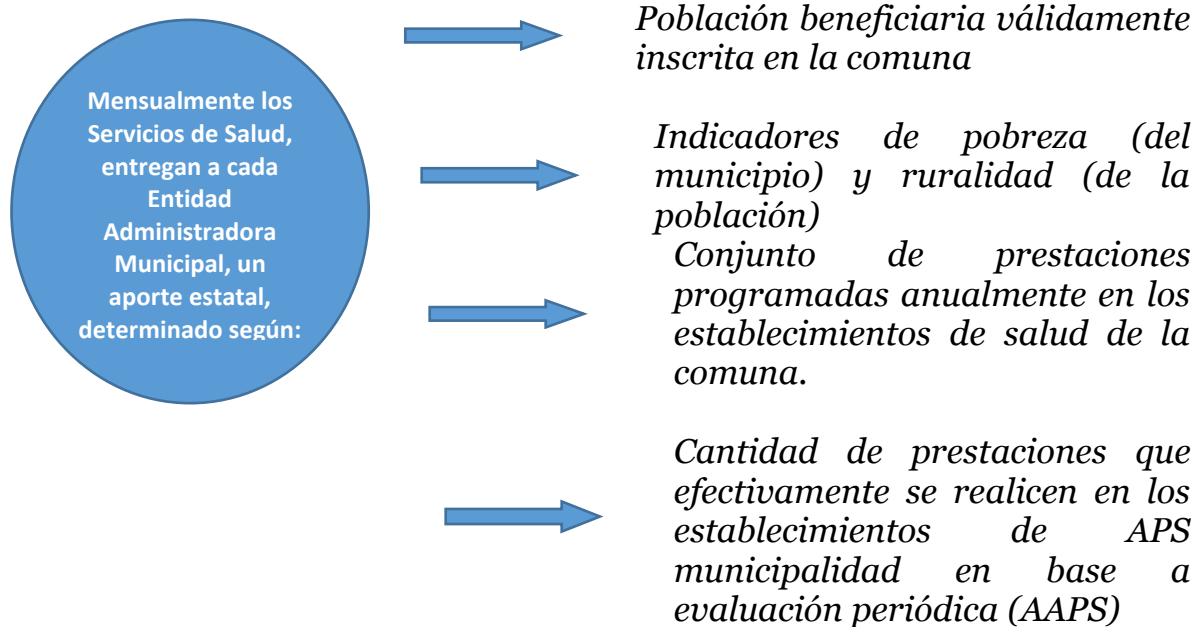 Mensualmente los
Servicios de Salud,
entregan a cada
Entidad
Administradora
Municipal, un
aporte estatal,
determinado según:
Población beneficiaria válidamente
inscrita en la comuna
Indicadores de pobreza (del
municipio) y ruralidad (de la
población)
Conjunto de prestaciones
programadas anualmente en los
establecimientos de salud de la
comuna.
Cantidad de prestaciones que
efectivamente se realicen en los
establecimientos de APS
municipalidad en base a
evaluación periódica (AAPS)